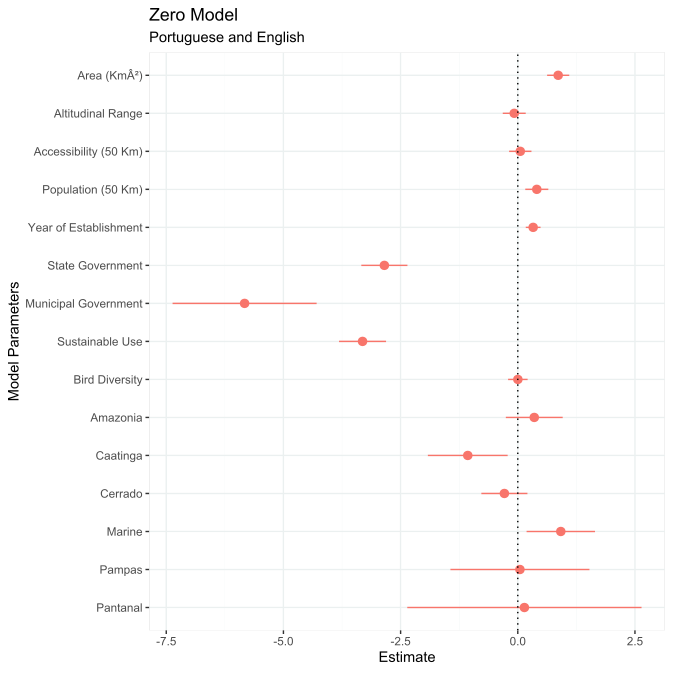 Zero Model
Portuguese and English
Area (KmÂ²)
Altitudinal Range
Accessibility (50 Km)
Population (50 Km)
Year of Establishment
State Government
Municipal Government
Sustainable Use
Bird Diversity
Amazonia
Caatinga
Cerrado
Marine
Pampas
Pantanal
Model Parameters
-7.5 -5.0 -2.5 0.0 2.5
Estimate